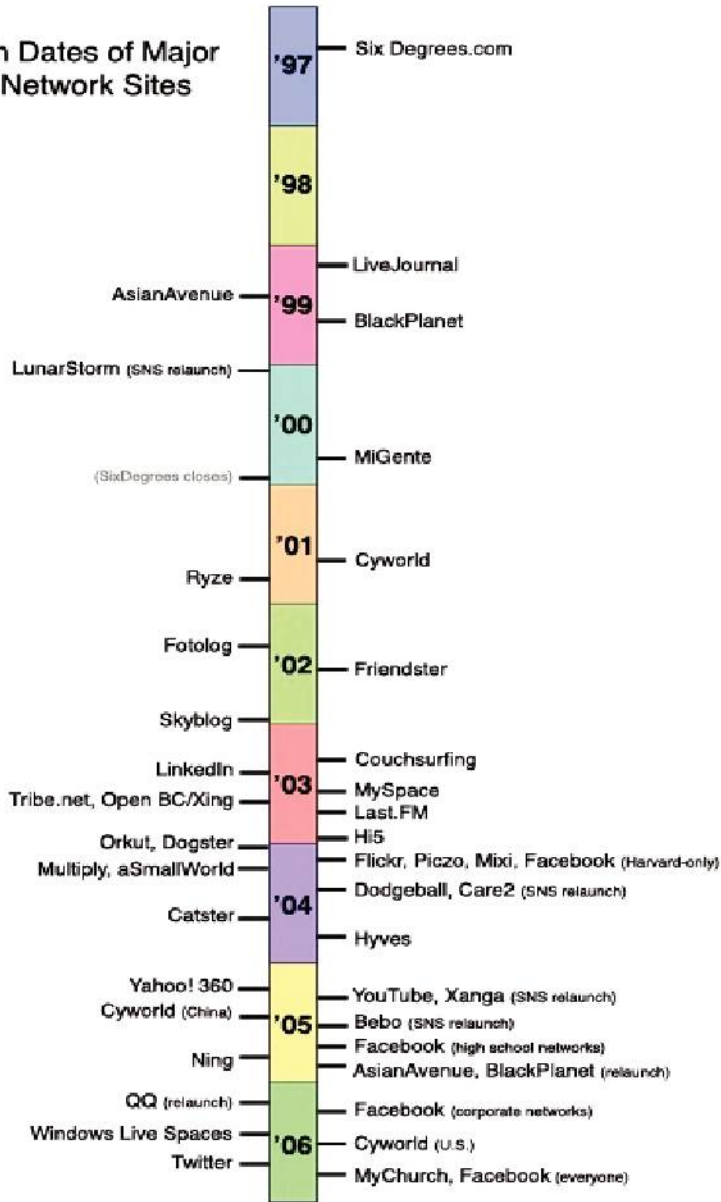 n Dates of Major
Network Sites
'97
Six Degrees.com
'98
LiveJournal
AsianAvenue
'99
BlackPlanet
LunarStorm (SNS relaunch)
'00
MiGente
(SixDegrees closes)
'01
Cyworld
Ryze
Fotolog
'02
Friendster
Skyblog
Couchsurfing
LinkedIn
'03
MySpace
Tribe.net, Open BC/Xing
Last.FM
Hi5
Orkut, Dogster
Flickr, Piczo, Mixi, Facebook (Harvard-only)
Multiply, aSmallWorld
Dodgeball, Care2 (SNS relaunch)
'04
Catster
Hyves
Yahoo! 360
YouTube, Xanga (SNS relaunch)
Cyworld (China)
'05
Bebo (SNS relaunch)
Facebook (high school networks)
Ning
AsianAvenue, BlackPlanet (relaunch)
QQ (relaunch)
Facebook (corporate networks)
Windows Live Spaces
'06
Cyworld (U.S.)
Twitter
MyChurch, Facebook (everyone)